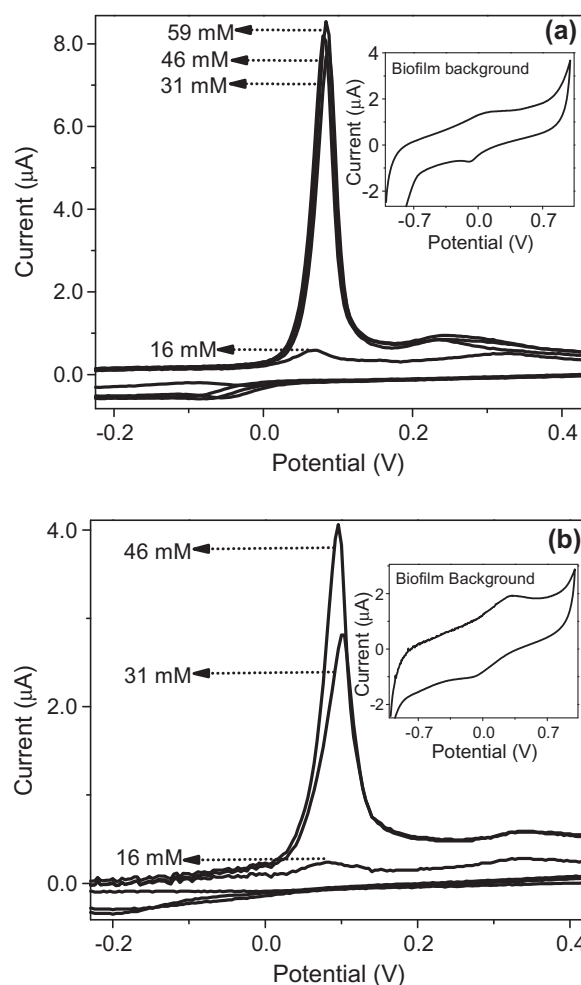 (a)
59 mM
46 mM
31 mM
16 mM
8.0
6.0
4.0
2.0
0.0
Current (µA)
-0.2
0.0
0.2
0.4
Potential (V)
Biofilm background
4
2
0
-2
Current (µA)
-0.7
0.0
0.7
Potential (V)
(b)
46 mM
31 mM
16 mM
4.0
2.0
0.0
Current (µA)
-0.2
0.0
0.2
0.4
Potential (V)
Biofilm Background
2
0
-2
Current (µA)
-0.7
0.0
0.7
Potential (V)